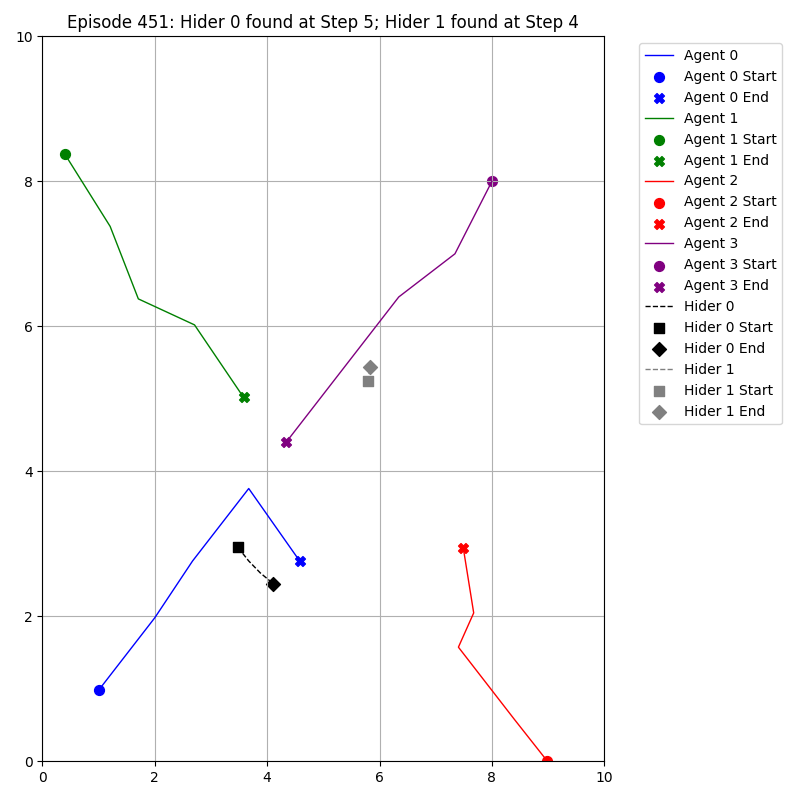 Episode 451: Hider 0 found at Step 5; Hider 1 found at Step 4
10
8
6
4
2
0
0 2 4 6 8 10
Agent 0
Agent 0 Start
Agent 0 End
Agent 1
Agent 1 Start
Agent 1 End
Agent 2
Agent 2 Start
Agent 2 End
Agent 3
Agent 3 Start
Agent 3 End
Hider 0
Hider 0 Start
Hider 0 End
Hider 1
Hider 1 Start
Hider 1 End